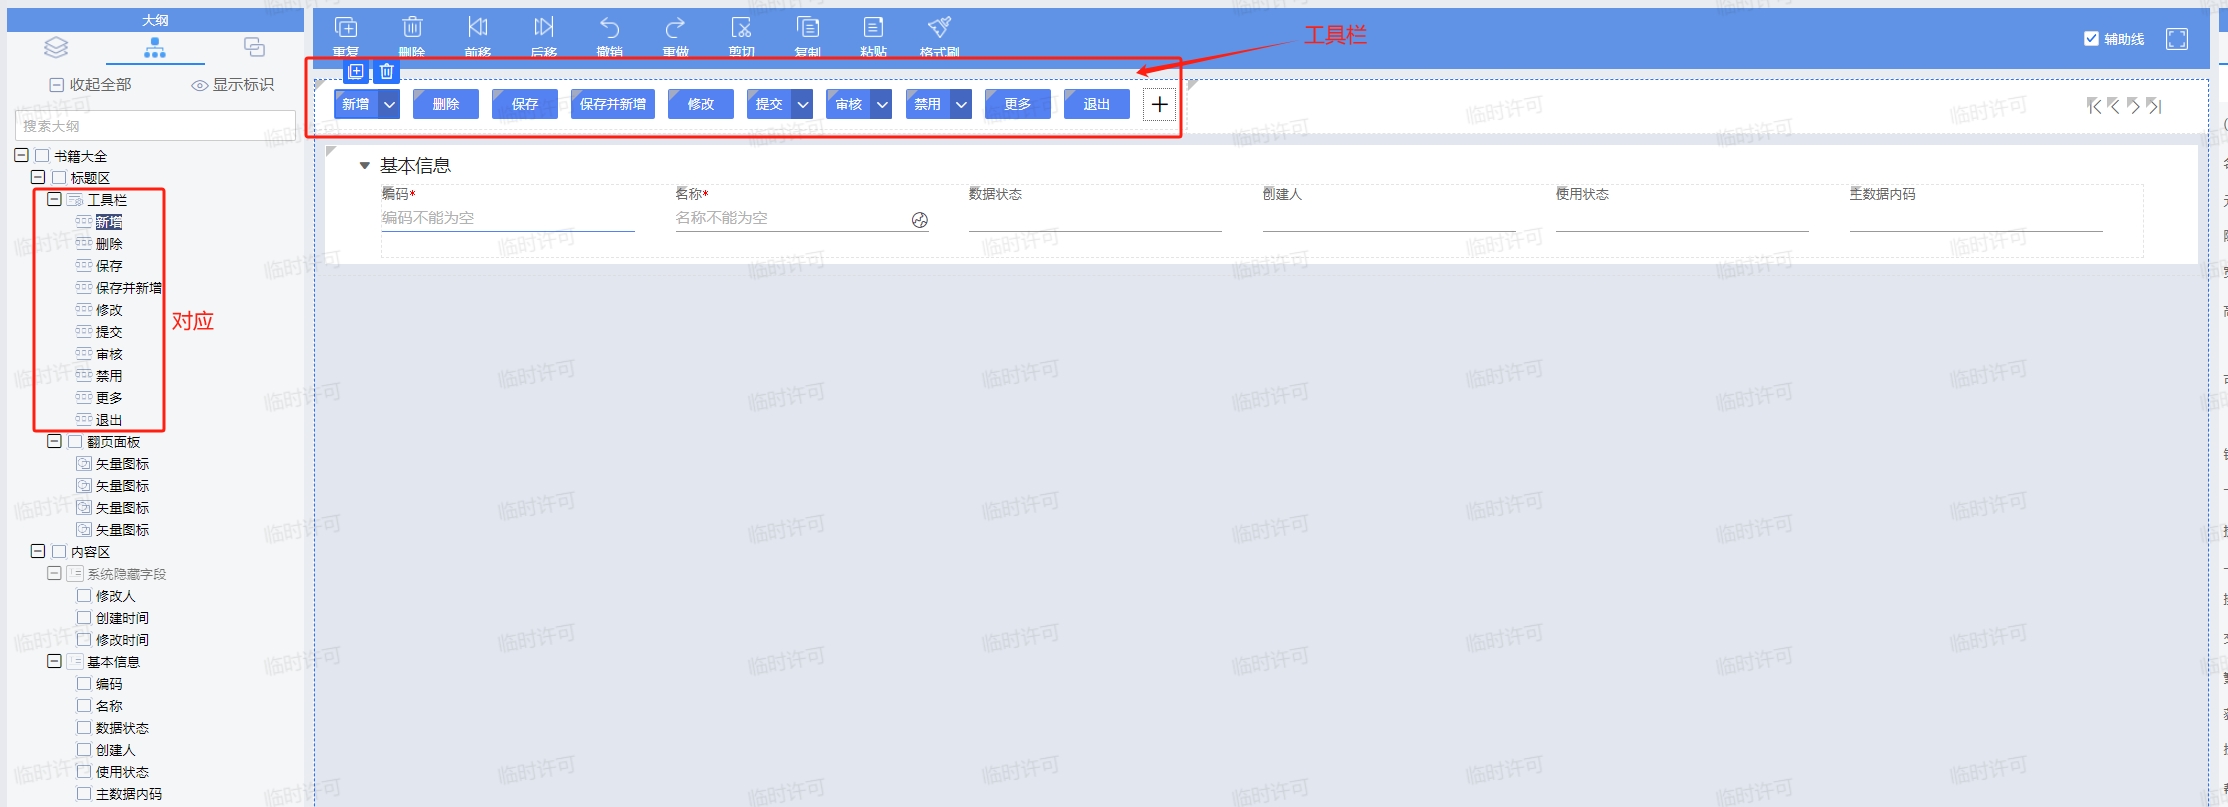 大纲
收起全部
显示标识
搜索大纲
书籍大全
标题区
工具栏
新增
删除
保存
保存并新增
修改
提交
审核
禁用
更多
退出
对应
翻页面板
矢量图标
矢量图标
矢量图标
矢量图标
内容区
系统隐藏字段
修改人
创建时间
修改时间
基本信息
编码
名称
数据状态
创建人
使用状态
主数据内码
重复 删除 前移 后移 撤销 重做 剪切 复制 粘贴 格式刷
工具栏
辅助线
新增 删除 保存 保存并新增 修改 提交 审核 禁用 更多 退出
基本信息
编码* 名称* 数据状态 创建人 使用状态 主数据内码
编码不能为空 名称不能为空
临时许可